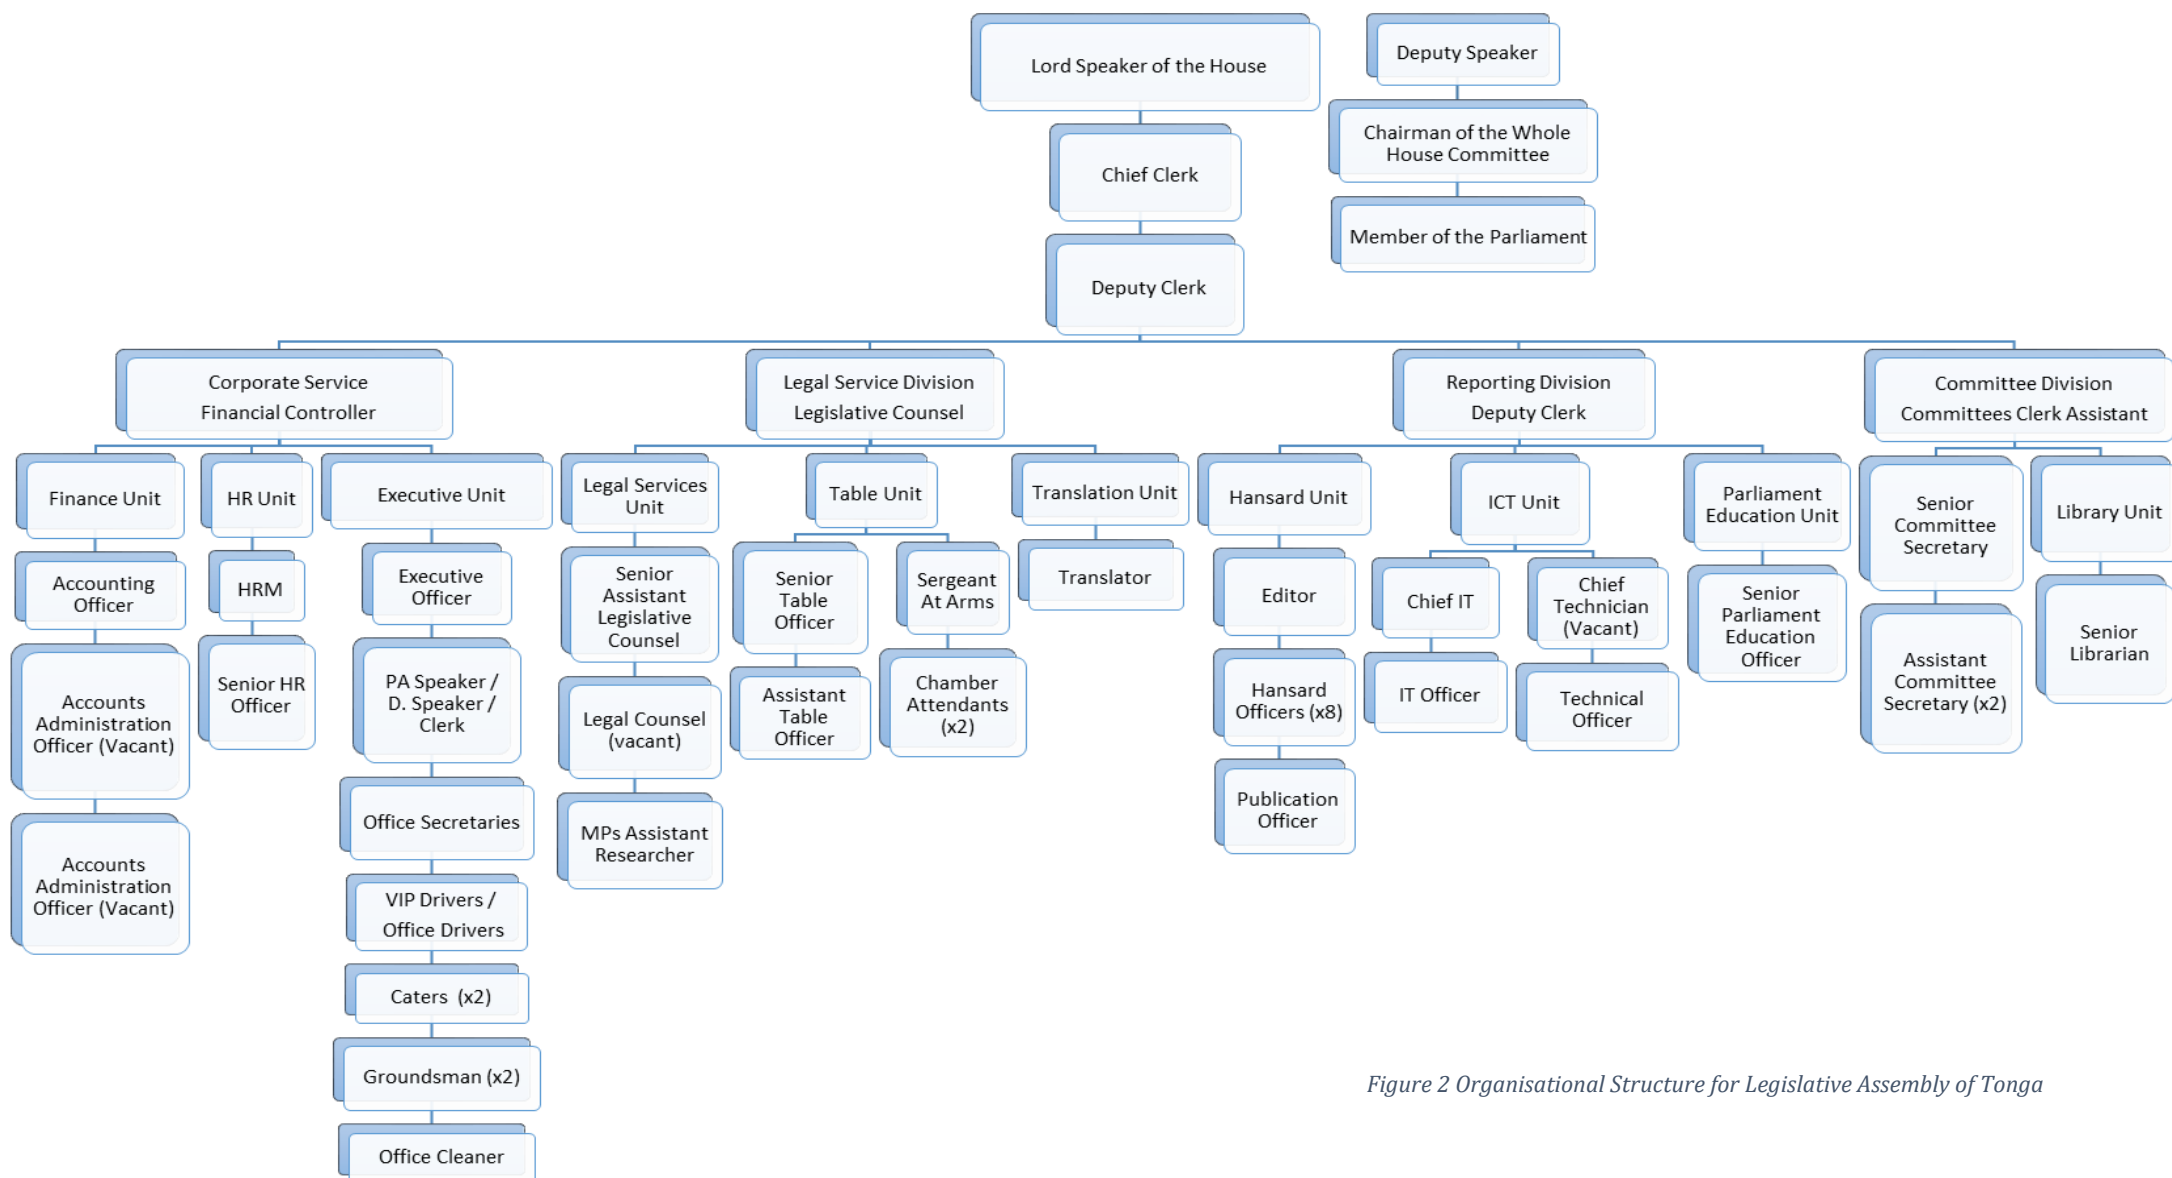 Lord Speaker of the House
Chief Clerk
Deputy Clerk
Deputy Speaker
Chairman of the Whole
House Committee
Member of the Parliament
Corporate Service
Financial Controller
Finance Unit
Accounting
Officer
Accounts
Administration
Officer (Vacant)
Accounts
Administration
Officer (Vacant)
HR Unit
HRM
Senior HR
Officer
Executive Unit
Executive
Officer
PA Speaker /
D. Speaker /
Clerk
Office Secretaries
VIP Drivers /
Office Drivers
Caters (x2)
Groundsman (x2)
Office Cleaner
Legal Service Division
Legislative Counsel
Legal Services
Unit
Senior
Assistant
Legislative
Counsel
Legal Counsel
(vacant)
MPs Assistant
Researcher
Table Unit
Senior
Table
Officer
Assistant
Table
Officer
Sergeant
At Arms
Chamber
Attendants
(x2)
Translation Unit
Translator
Reporting Division
Deputy Clerk
Hansard Unit
Editor
Hansard
Officers (x8)
Publication
Officer
ICT Unit
Chief IT
IT Officer
Chief
Technician
(Vacant)
Technical
Officer
Parliament
Education Unit
Senior
Parliament
Education
Officer
Committee Division
Committees Clerk Assistant
Senior
Committee
Secretary
Assistant
Committee
Secretary (x2)
Library Unit
Senior
Librarian
Figure 2 Organisational Structure for Legislative Assembly of Tonga